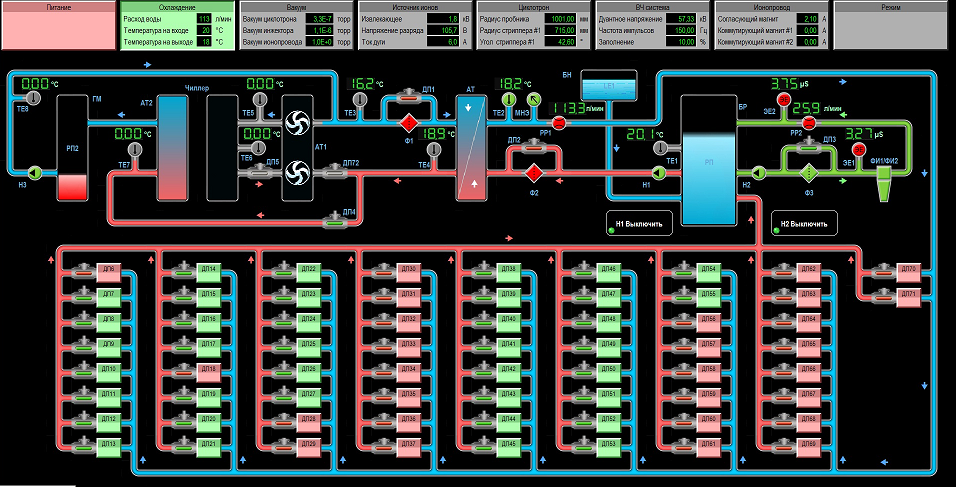 Питание
Охлаждение
Расход воды 113 л/мин
Температура на входе 20 °C
Температура на выходе 18 °C
Вакуум
Вакуум циклотрона 3,3E-7 торр
Вакуум инжектора 1,1E-6 торр
Вакуум ионопровода 1,0E+0 торр
Источник ионов
Извлекающее 1,8 кВ
Напряжение разряда 105,7 В
Ток дуги 6,0 А
Циклотрон
Радиус пробника 1001,00 мм
Радиус стриппера #1 715,00 мм
Угол стриппера #1 42,60 °
ВЧ система
Дуантное напряжение 57,33 кВ
Частота импульсов 150,00 Гц
Заполнение 10,00 %
Ионопровод
Согласующий магнит 2,10 А
Коммутирующий магнит #1 0,00 А
Коммутирующий магнит #2 0,00 А
Режим
0.00 °C
ТЕ8
ГМ
РП2
Н3
АТ2
Чиллер
0.00 °C
ТЕ7
0.00 °C
ТЕ5
0.00 °C
ТЕ6
ДП5
АТ1
ДП72
ДП4
16.2 °C
ТЕ3
ДП1
Ф1
18.9 °C
ТЕ4
АТ
18.2 °C
ТЕ2
МНЭ
РР1
113.3 л/мин
ДП2
Ф2
БН
20.1 °C
ТЕ1
Н1
БР
РП
Н2
3.75 µS
ЭЕ2
25.9 л/мин
РР2
3.27 µS
ЭЕ1
ДП3
Ф3
ФИ1/ФИ2
Н1 Выключить
Н2 Выключить
ДП6 ДП14 ДП22 ДП30 ДП38 ДП46 ДП54 ДП62 ДП70
ДП7 ДП15 ДП23 ДП31 ДП39 ДП47 ДП55 ДП63 ДП71
ДП8 ДП16 ДП24 ДП32 ДП40 ДП48 ДП56 ДП64
ДП9 ДП17 ДП25 ДП33 ДП41 ДП49 ДП57 ДП65
ДП10 ДП18 ДП26 ДП34 ДП42 ДП50 ДП58 ДП66
ДП11 ДП19 ДП27 ДП35 ДП43 ДП51 ДП59 ДП67
ДП12 ДП20 ДП28 ДП36 ДП44 ДП52 ДП60 ДП68
ДП13 ДП21 ДП29 ДП37 ДП45 ДП53 ДП61 ДП69